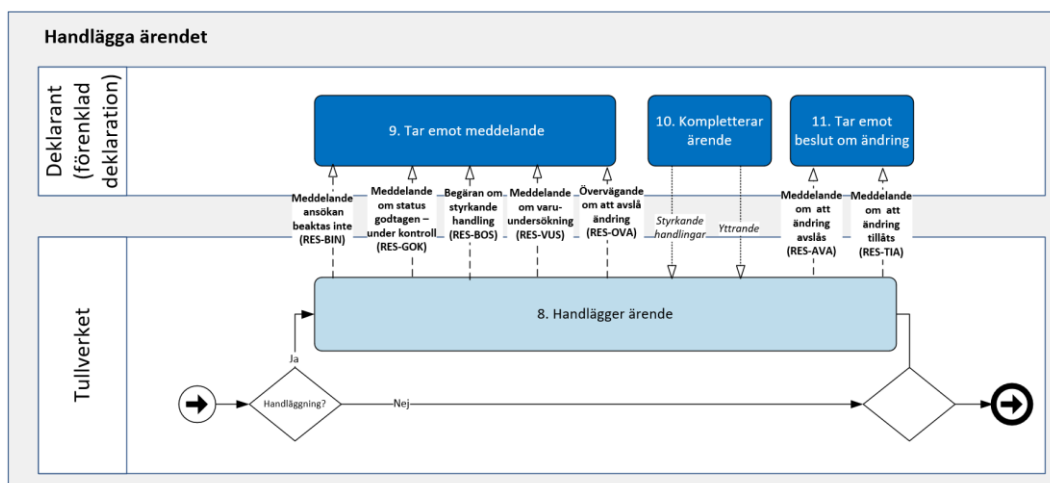 Handlägga ärendet
Deklarant
(förenklad
deklaration)
9. Tar emot meddelande
10. Kompletterar
ärende
11. Tar emot
beslut om ändring
Meddelande
ansökan
beaktas inte
(RES-BIN)
Meddelande
om status
godtagen –
under kontroll
(RES-GOK)
Begäran om
styrkande
handling
(RES-BOS)
Meddelande
om varu-
undersökning
(RES-VUS)
Övervägande
om att avslå
ändring
(RES-OVA)
Styrkande
handlingar
Yttrande
Meddelande
om att
ändring
avslås
(RES-AVA)
Meddelande
om att
ändring
tillåts
(RES-TIA)
Tullverket
8. Handlägger ärende
Ja
Handläggning?
Nej